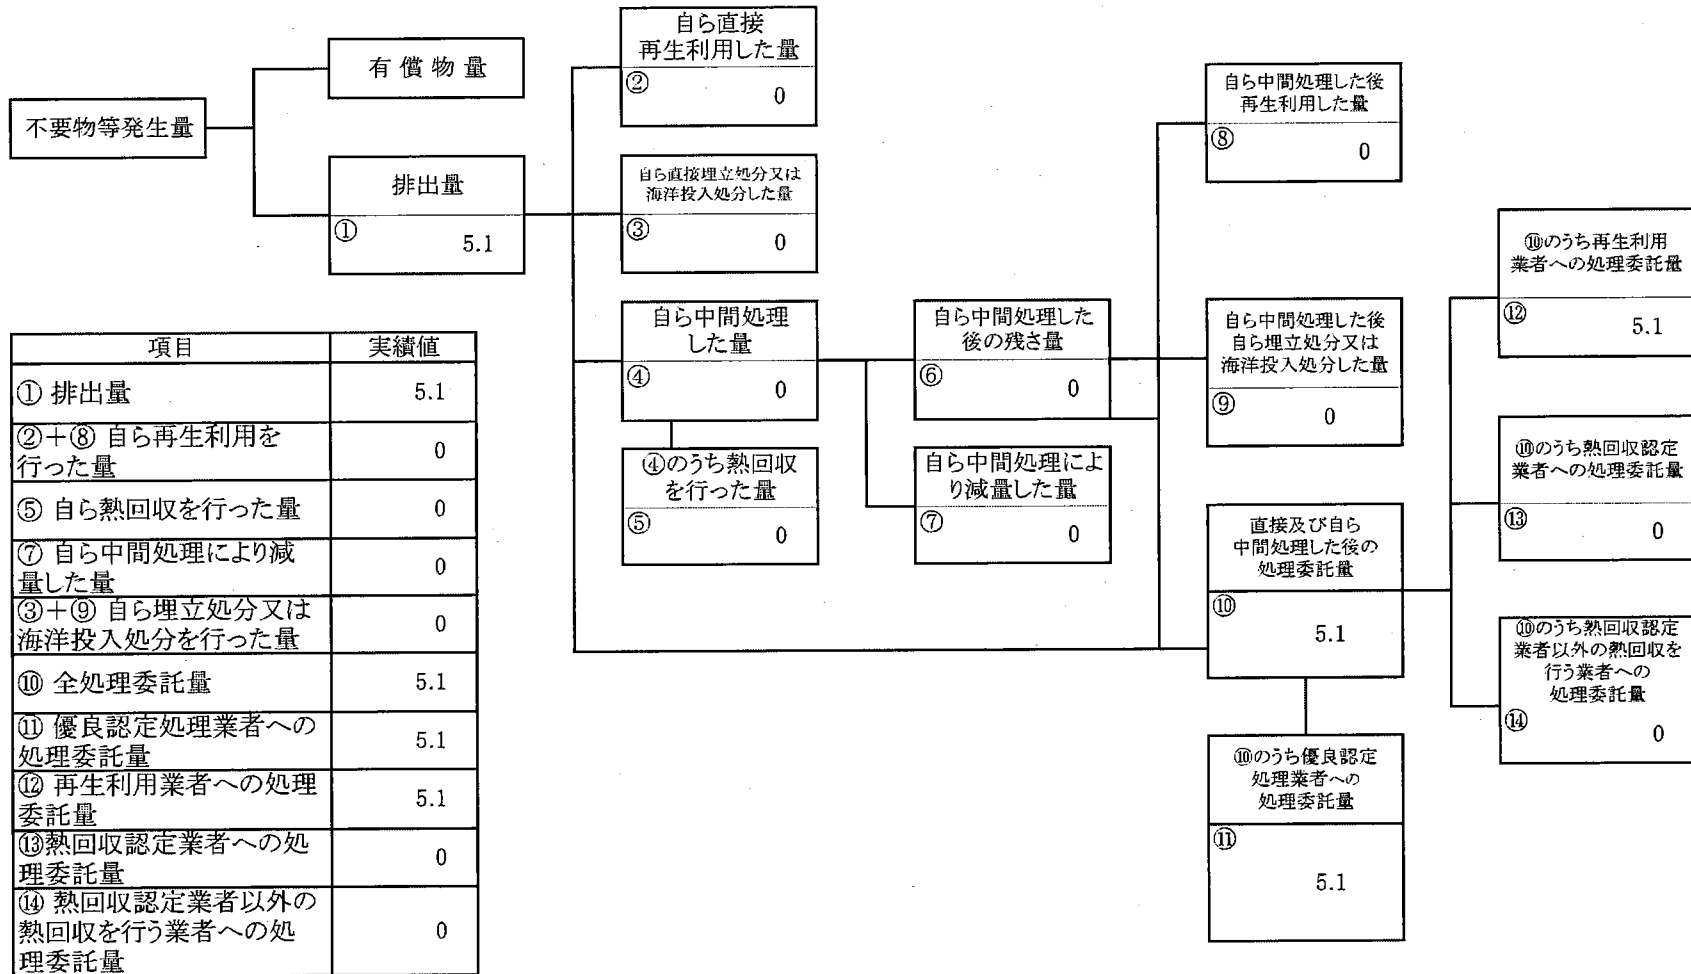 不要物等発生量
有償物量
排出量
①
5.1
自ら直接
再生利用した量
②
0
自ら直接埋立処分又は
海洋投入処分した量
③
0
自ら中間処理
した量
④
0
④のうち熱回収
を行った量
⑤
0
自ら中間処理した
後の残さ量
⑥
0
自ら中間処理によ
り減量した量
⑦
0
自ら中間処理した後
再生利用した量
⑧
0
自ら中間処理した後
自ら埋立処分又は
海洋投入処分した量
⑨
0
直接及び自ら
中間処理した後の
処理委託量
⑩
5.1
⑩のうち優良認定
処理業者への
処理委託量
⑪
5.1
⑩のうち再生利用
業者への処理委託量
⑫
5.1
⑩のうち熱回収認定
業者への処理委託量
⑬
0
⑩のうち熱回収認定
業者以外の熱回収を
行う業者への
処理委託量
⑭
0
項目 実績値
① 排出量 5.1
②+⑧ 自ら再生利用を
行った量 0
⑤ 自ら熱回収を行った量 0
⑦ 自ら中間処理により減
量した量 0
③+⑨ 自ら埋立処分又は
海洋投入処分を行った量 0
⑩ 全処理委託量 5.1
⑪ 優良認定処理業者への
処理委託量 5.1
⑫ 再生利用業者への処理
委託量 5.1
⑬熱回収認定業者への処
理委託量 0
⑭ 熱回収認定業者以外の
熱回収を行う業者への処
理委託量 0